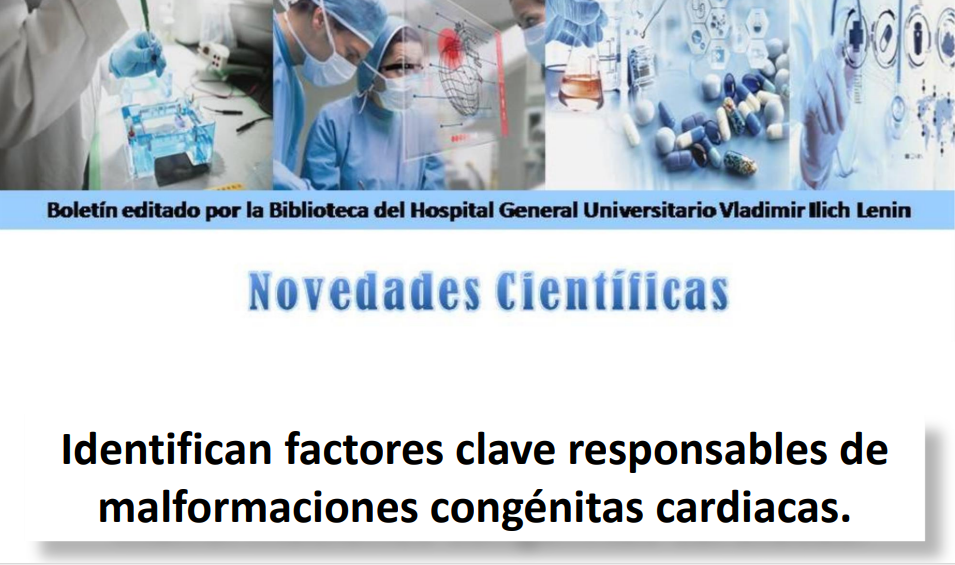 Boletín editado por la Biblioteca del Hospital General Universitario Vladimir Ilich Lenin
Novedades Científicas
Identifican factores clave responsables de
malformaciones congénitas cardiacas.